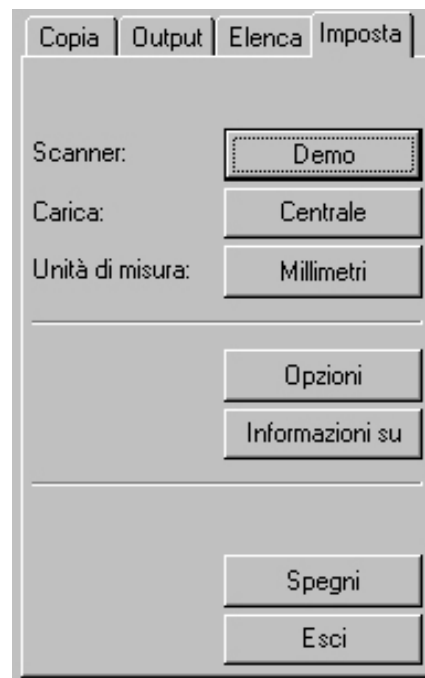 Copia Output Elenca Imposta
Scanner: Demo
Carica: Centrale
Unità di misura: Millimetri
Opzioni
Informazioni su
Spegni
Esci